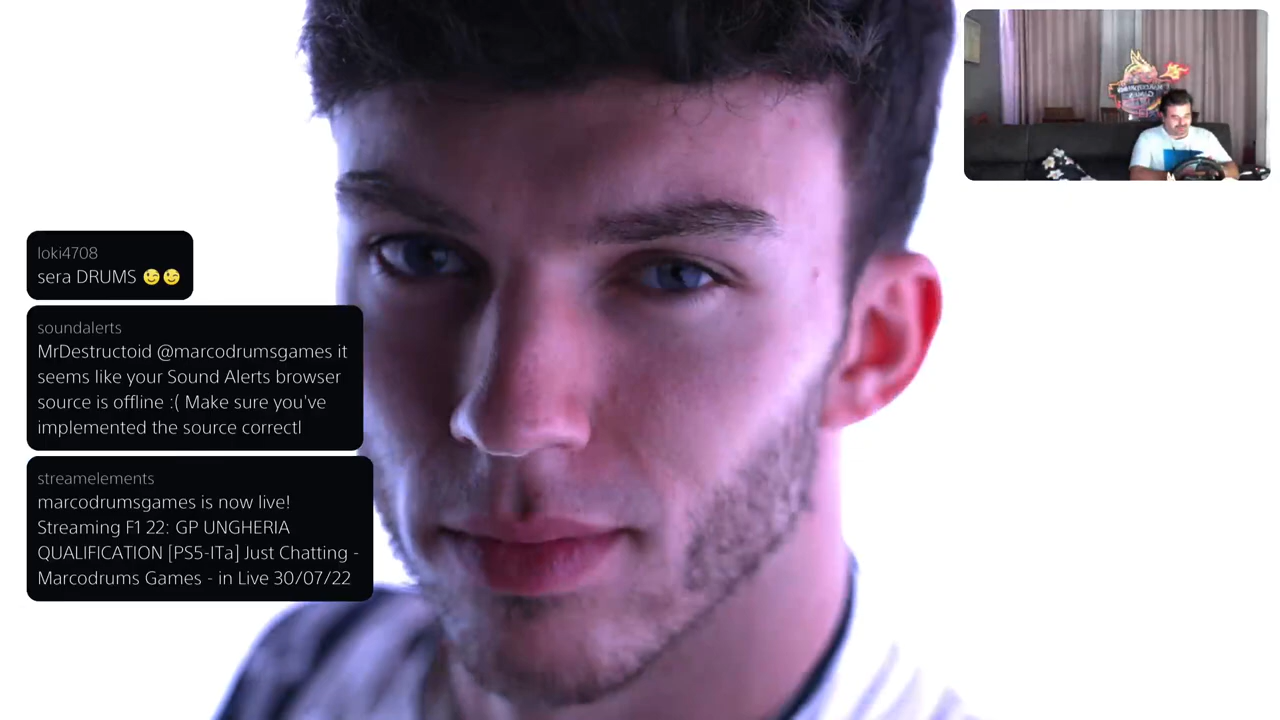 loki4708
sera DRUMS 😉😉
soundalerts
MrDestructoid @marcodrumsgames it
seems like your Sound Alerts browser
source is offline :( Make sure you've
implemented the source correctl
streamelements
marcodrumsgames is now live!
Streaming F1 22: GP UNGHERIA
QUALIFICATION [PS5-ITa] Just Chatting -
Marcodrums Games - in Live 30/07/22